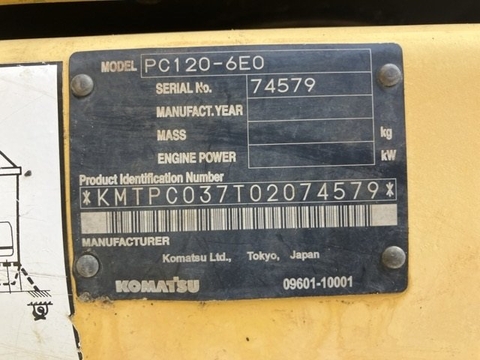 MODEL PC120-6E0
SERIAL No. 74579
MANUFACT.YEAR
MASS kg
ENGINE POWER kW
Product Identification Number
*KMTPC037T02074579*
MANUFACTURER
Komatsu Ltd., Tokyo, Japan
KOMATSU 09601-10001